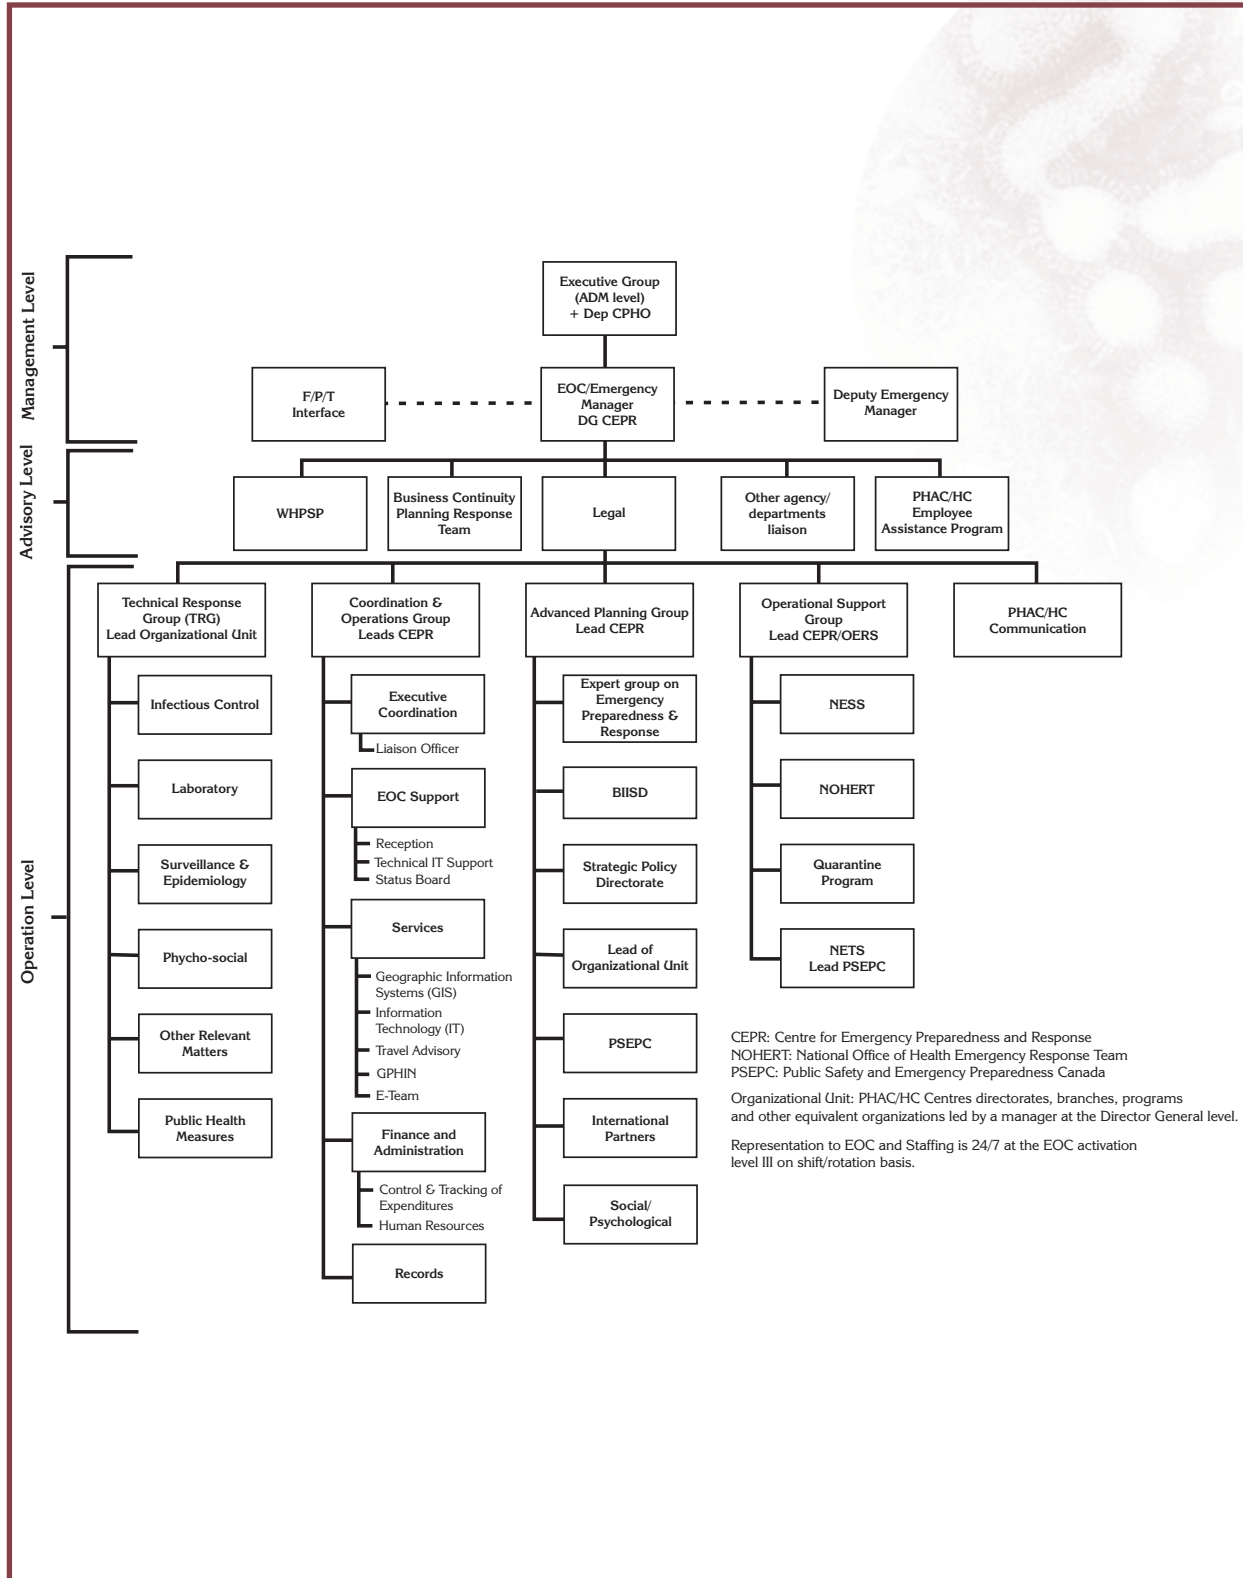 Management Level
Executive Group
(ADM level)
+ Dep CPHO
F/P/T
Interface
EOC/Emergency
Manager
DG CEPR
Deputy Emergency
Manager
Advisory Level
WHPSP
Business Continuity
Planning Response
Team
Legal
Other agency/
departments
liaison
PHAC/HC
Employee
Assistance Program
Operation Level
Technical Response
Group (TRG)
Lead Organizational Unit
Infectious Control
Laboratory
Surveillance &
Epidemiology
Phycho-social
Other Relevant
Matters
Public Health
Measures
Coordination &
Operations Group
Leads CEPR
Executive
Coordination
Liaison Officer
EOC Support
Reception
Technical IT Support
Status Board
Services
Geographic Information
Systems (GIS)
Information
Technology (IT)
Travel Advisory
GPHIN
E-Team
Finance and
Administration
Control & Tracking of
Expenditures
Human Resources
Records
Advanced Planning Group
Lead CEPR
Expert group on
Emergency
Preparedness &
Response
BIISD
Strategic Policy
Directorate
Lead of
Organizational Unit
PSEPC
International
Partners
Social/
Psychological
Operational Support
Group
Lead CEPR/OERS
NESS
NOHERT
Quarantine
Program
NETS
Lead PSEPC
PHAC/HC
Communication
CEPR: Centre for Emergency Preparedness and Response
NOHERT: National Office of Health Emergency Response Team
PSEPC: Public Safety and Emergency Preparedness Canada
Organizational Unit: PHAC/HC Centres directorates, branches, programs
and other equivalent organizations led by a manager at the Director General level.
Representation to EOC and Staffing is 24/7 at the EOC activation
level III on shift/rotation basis.